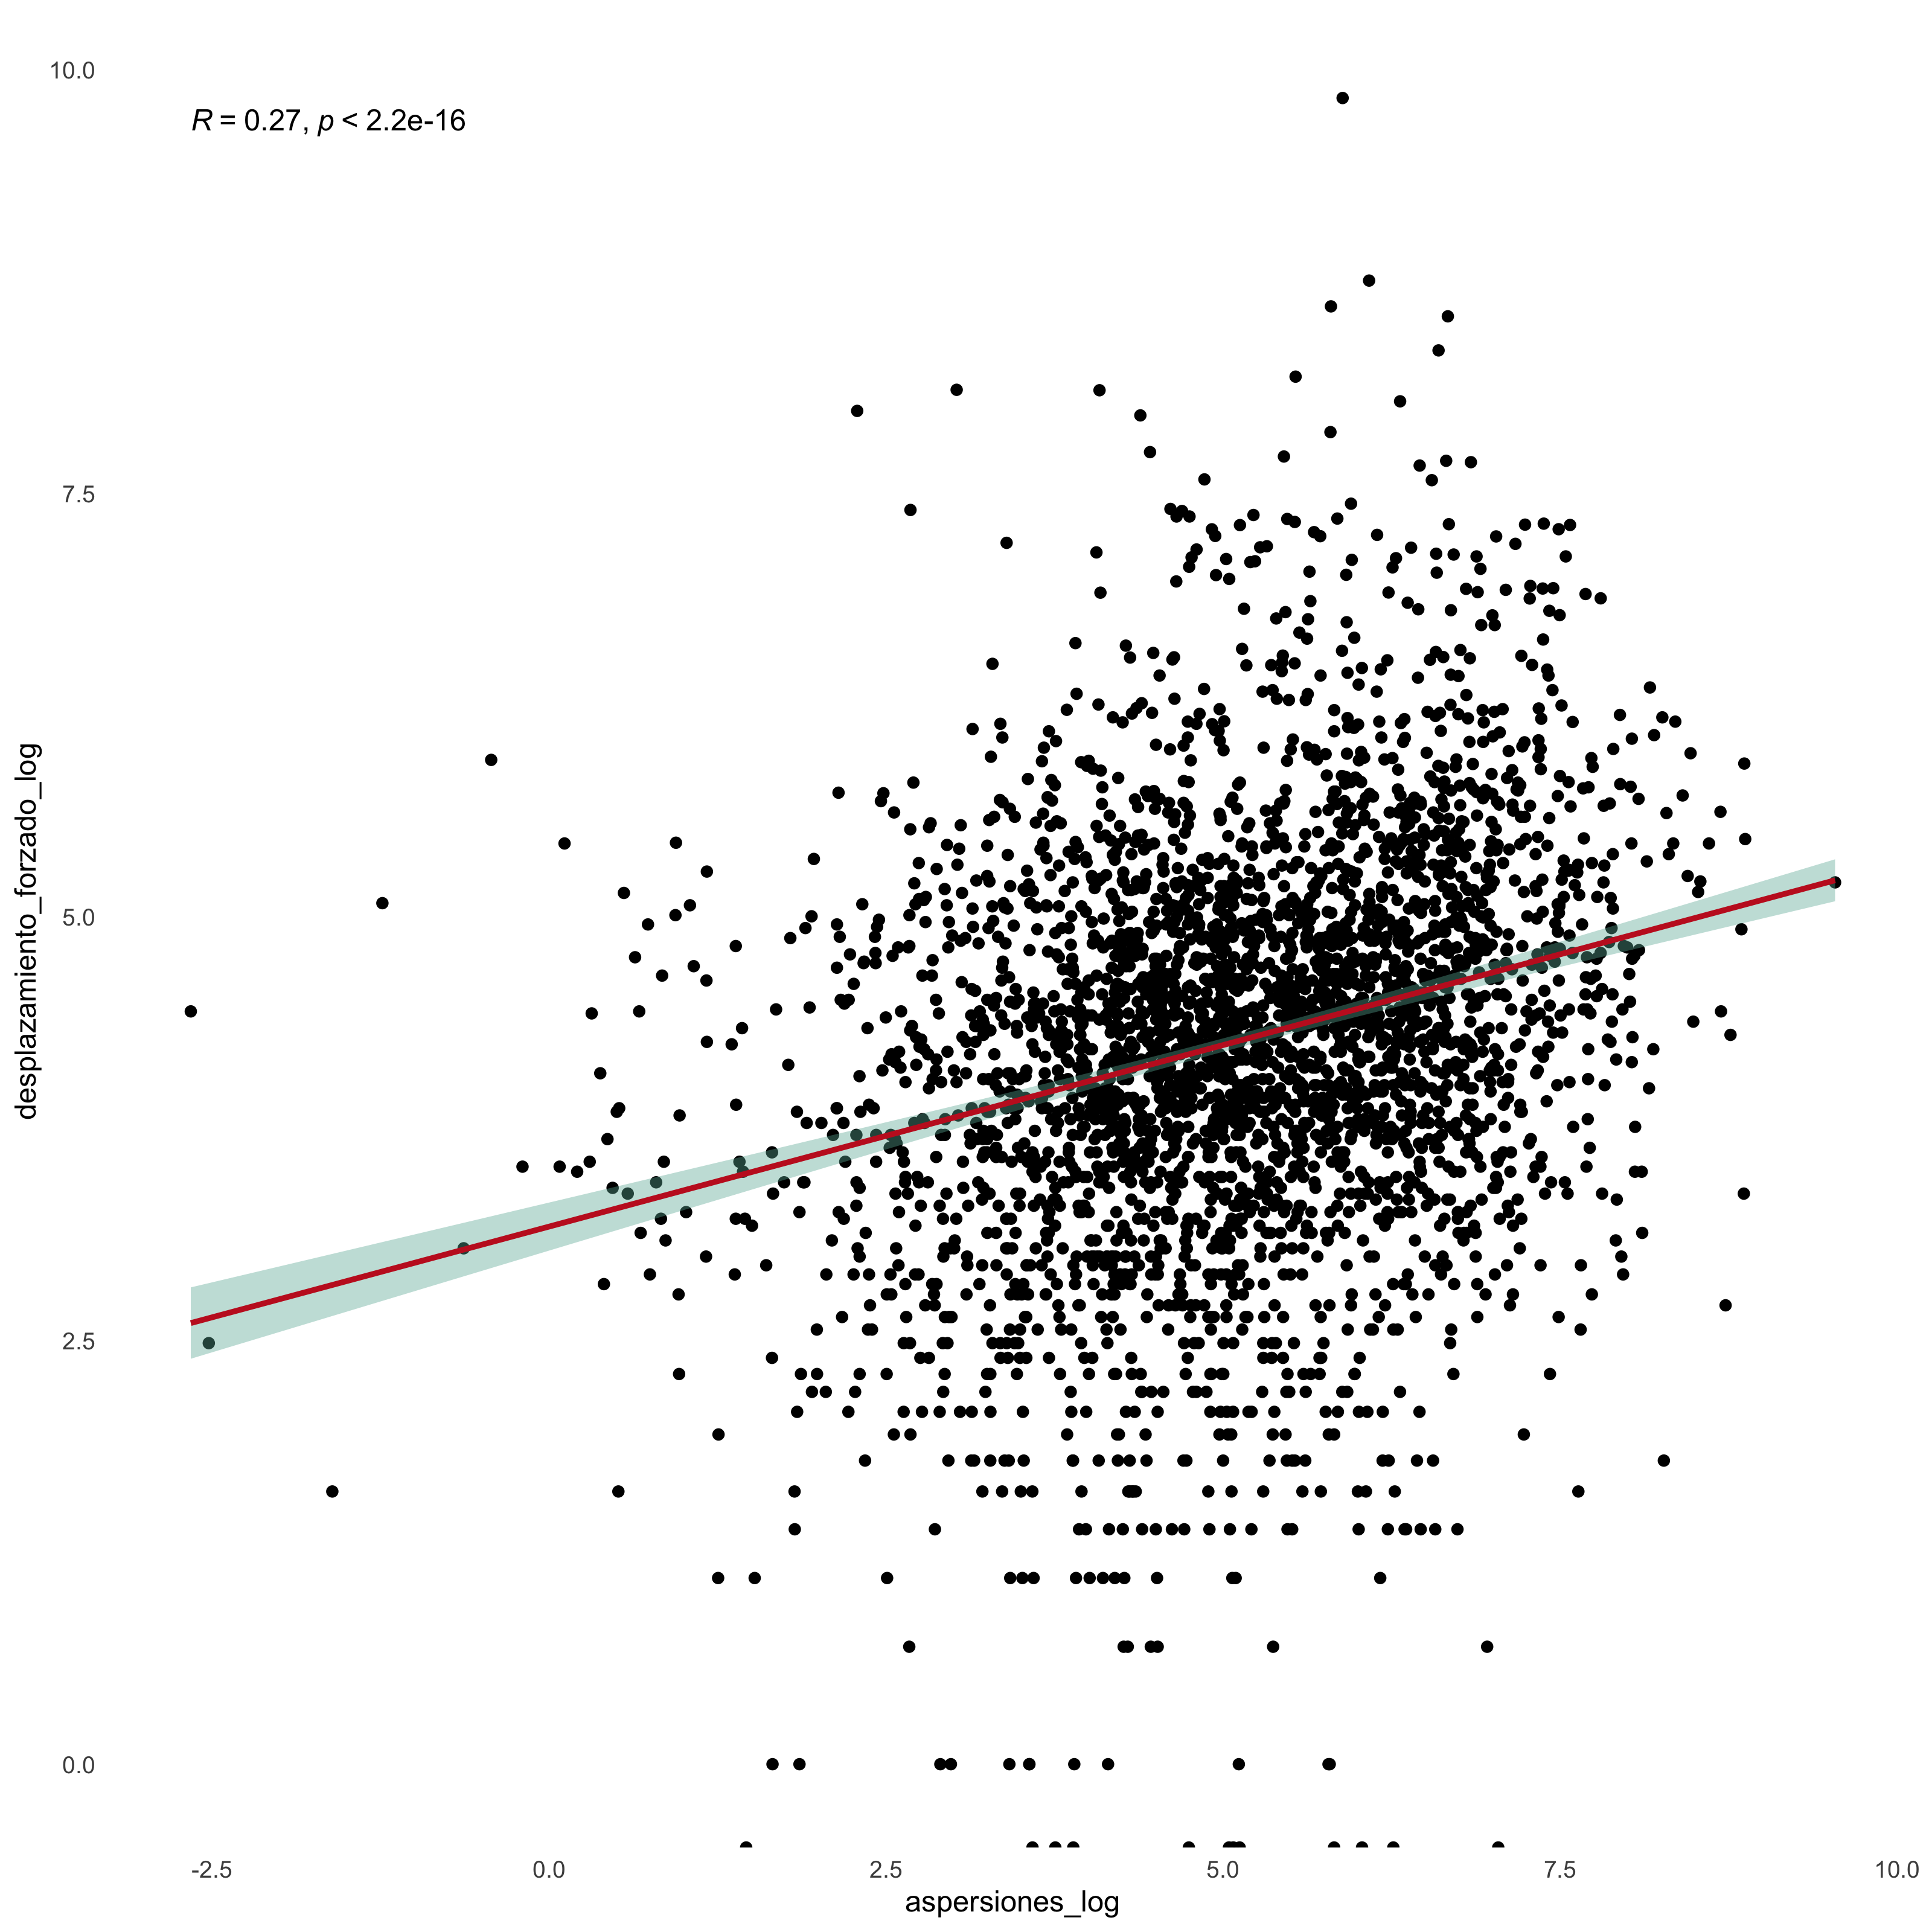 10.0
R = 0.27, p < 2.2e-16
7.5
desplazamiento_forzado_log
5.0
2.5
0.0
-2.5 0.0 2.5 5.0 7.5 10.0
aspersiones_log